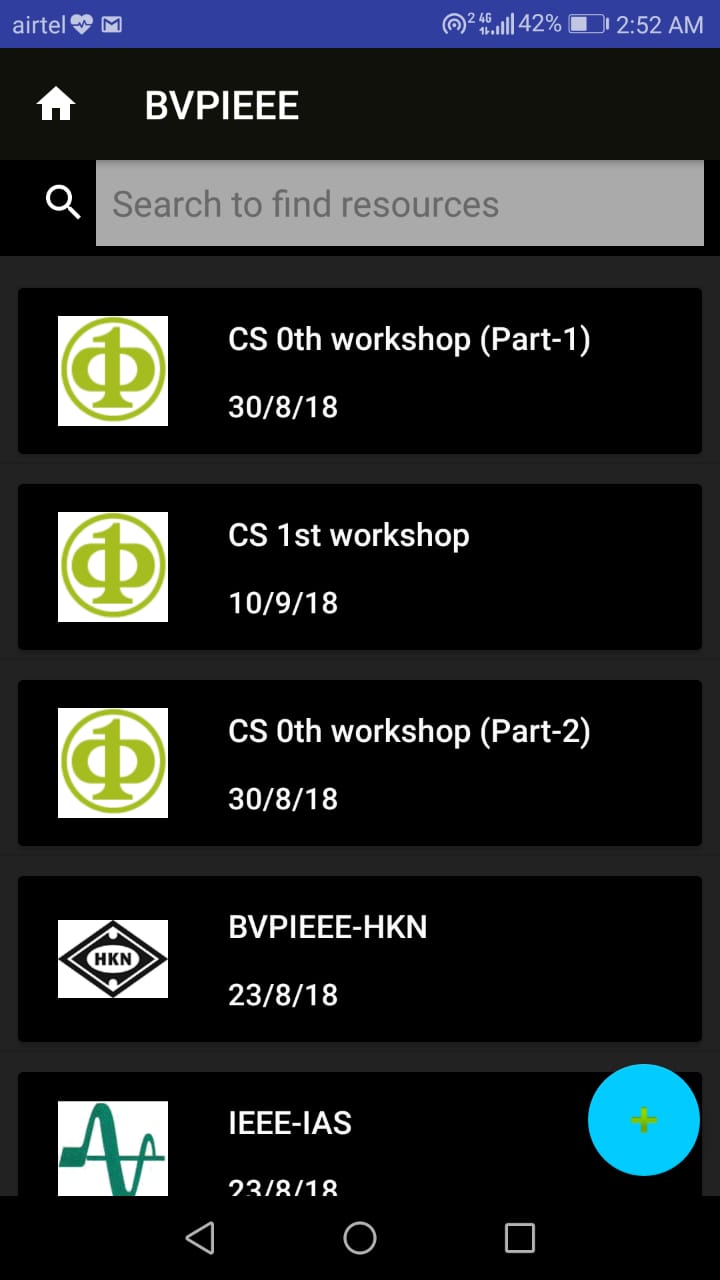 airtel 2 4G 42% 2:52 AM
BVPIEEE
Search to find resources
CS 0th workshop (Part-1)
30/8/18
CS 1st workshop
10/9/18
CS 0th workshop (Part-2)
30/8/18
HKN
BVPIEEE-HKN
23/8/18
IEEE-IAS
23/8/18